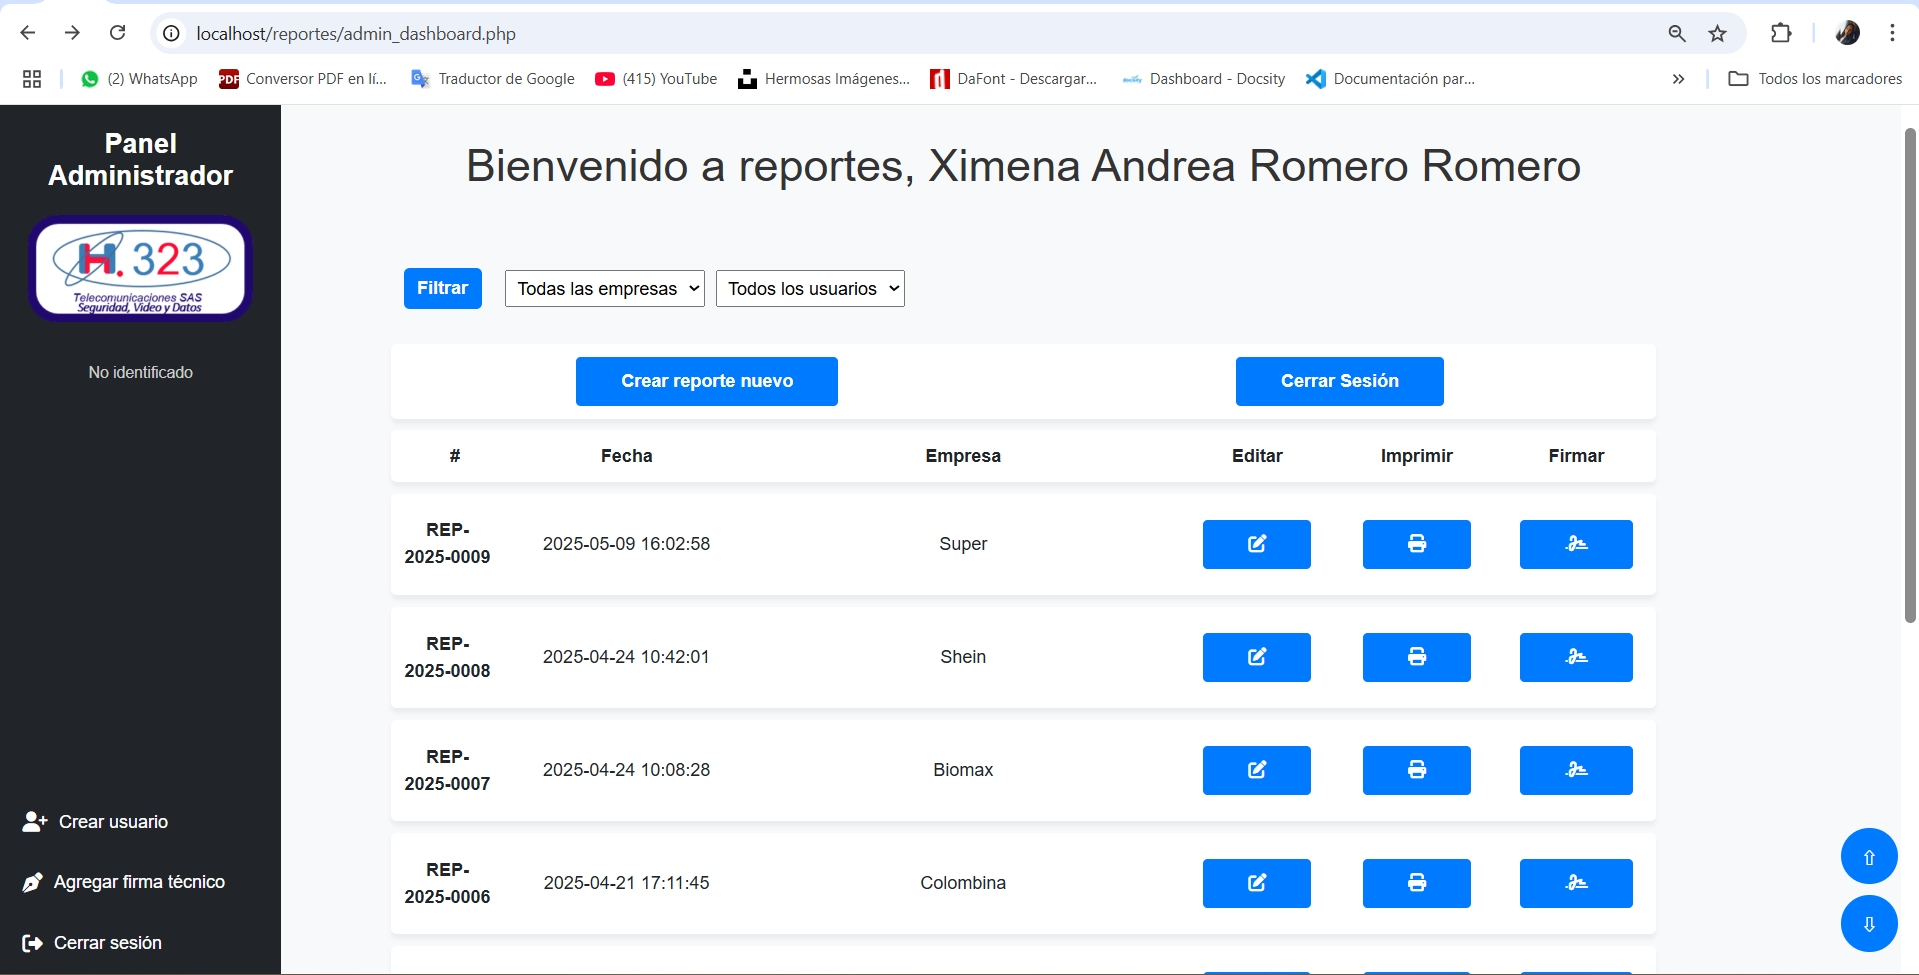 localhost/reportes/admin_dashboard.php
(2) WhatsApp
PDF
Conversor PDF en lí...
Traductor de Google
(415) YouTube
Hermosas Imágenes...
DaFont - Descargar...
Dashboard - Docsity
Documentación par...
Todos los marcadores
Panel
Administrador
H.323
Telecomunicaciones SAS
Seguridad, Video y Datos
No identificado
Crear usuario
Agregar firma técnico
Cerrar sesión
Bienvenido a reportes, Ximena Andrea Romero Romero
Filtrar
Todas las empresas
Todos los usuarios
Crear reporte nuevo
Cerrar Sesión
# Fecha Empresa Editar Imprimir Firmar
REP-
2025-0009
2025-05-09 16:02:58
Super
REP-
2025-0008
2025-04-24 10:42:01
Shein
REP-
2025-0007
2025-04-24 10:08:28
Biomax
REP-
2025-0006
2025-04-21 17:11:45
Colombina